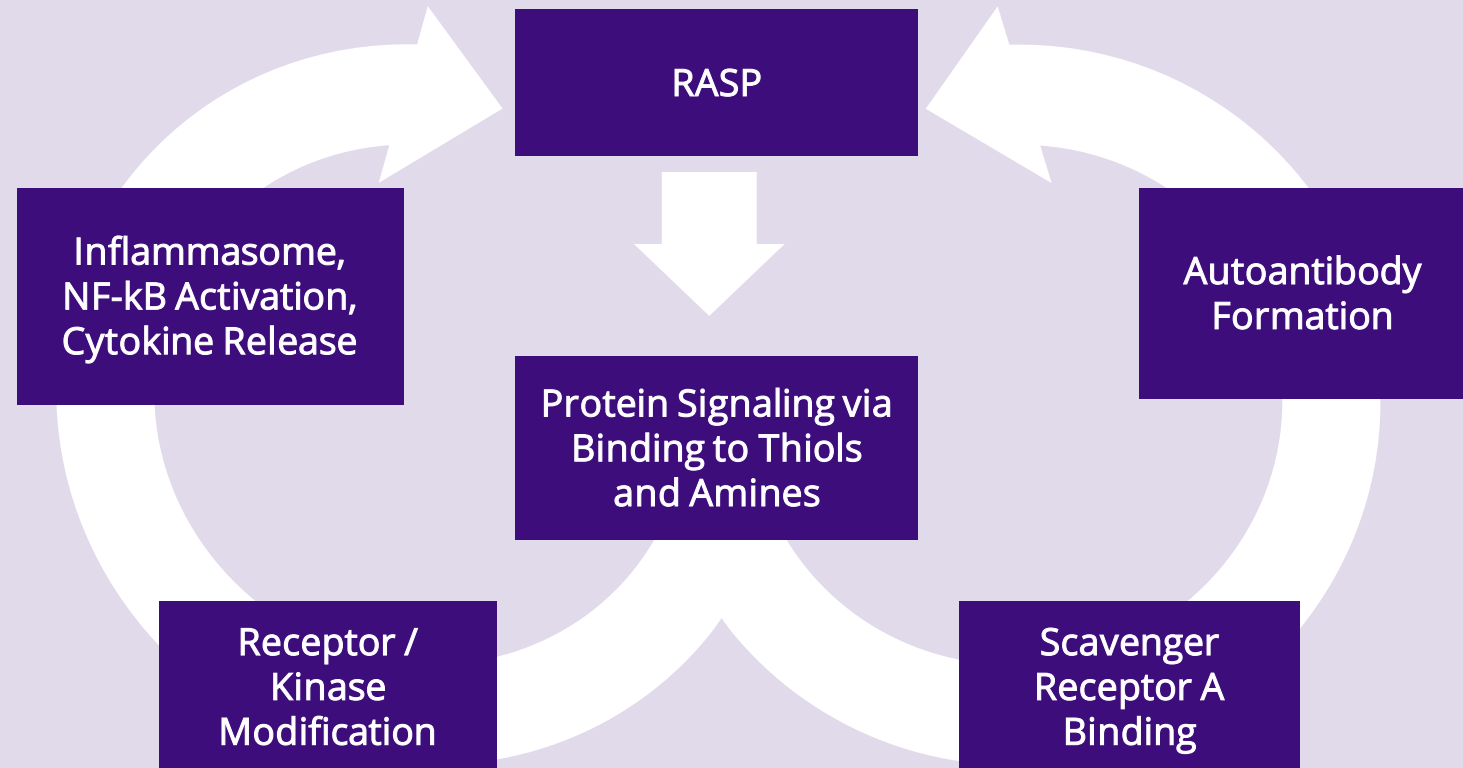 RASP
Inflammasome,
NF-kB Activation,
Cytokine Release
Autoantibody
Formation
Protein Signaling via
Binding to Thiols
and Amines
Receptor /
Kinase
Modification
Scavenger
Receptor A
Binding